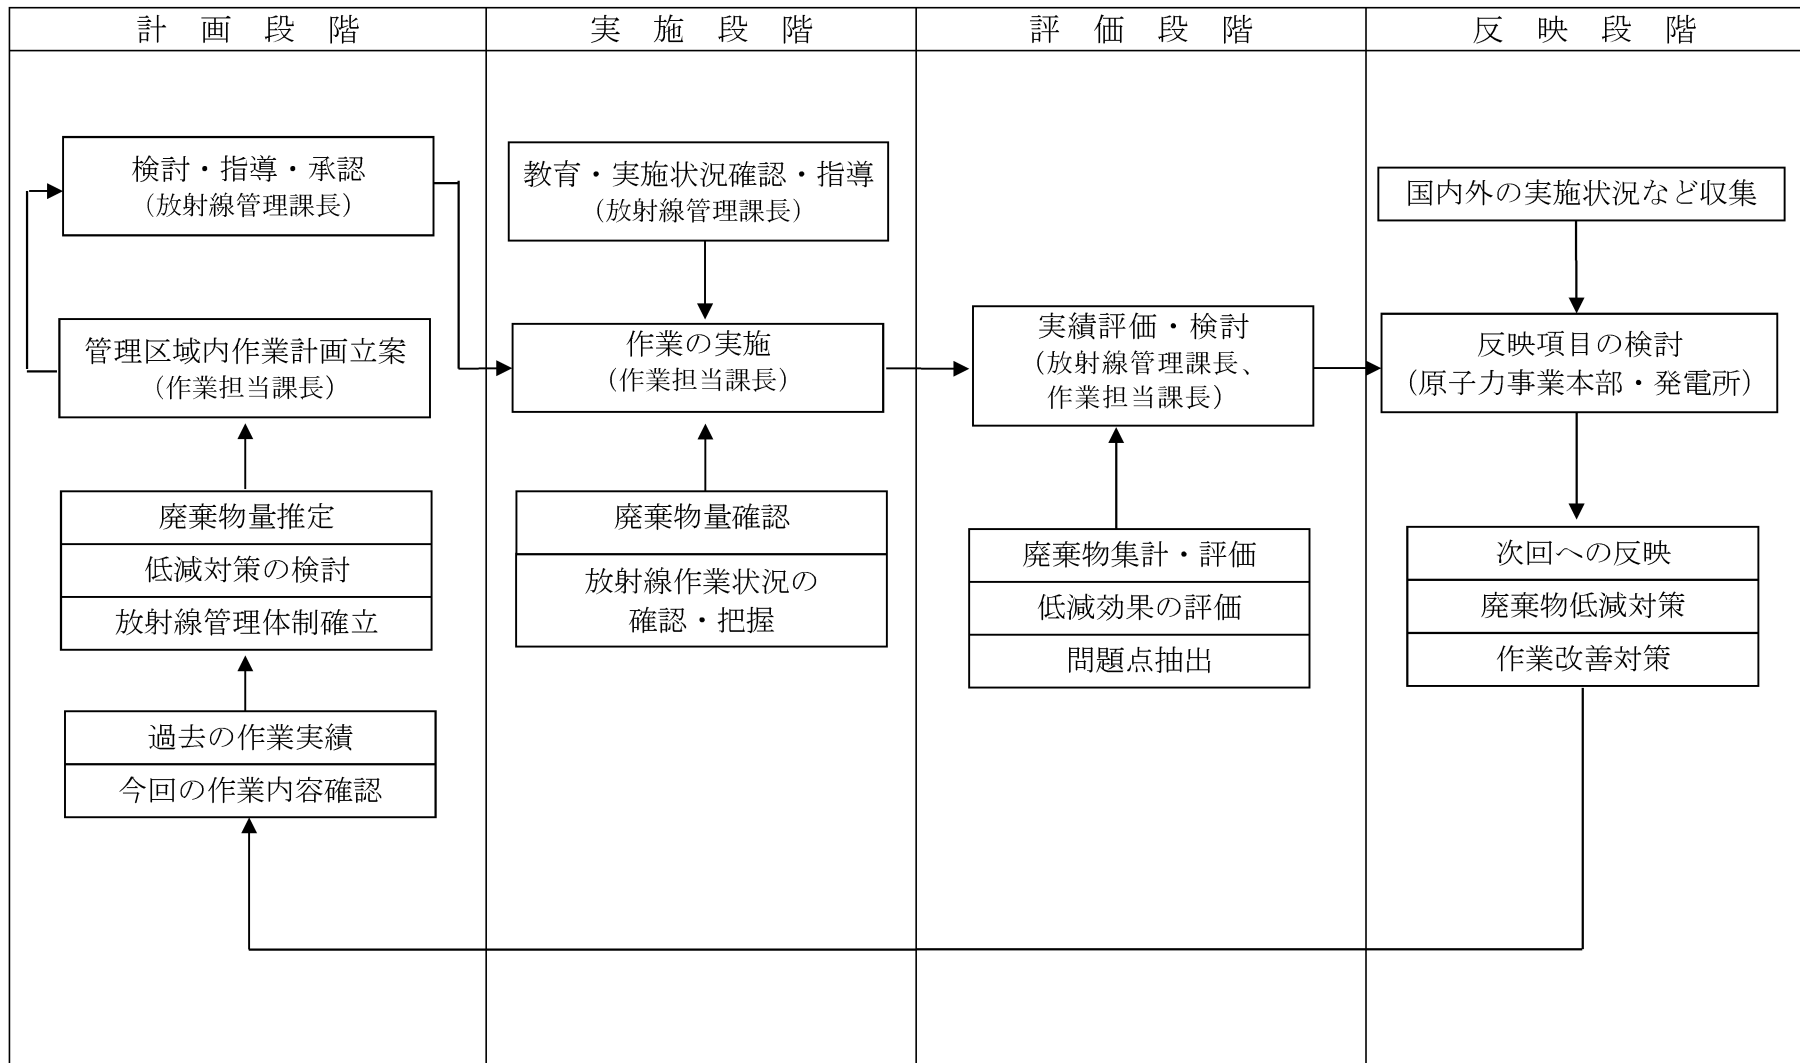 計画段階
検討・指導・承認
（放射線管理課長）
管理区域内作業計画立案
（作業担当課長）
廃棄物量推定
低減対策の検討
放射線管理体制確立
過去の作業実績
今回の作業内容確認
実施段階
教育・実施状況確認・指導
（放射線管理課長）
作業の実施
（作業担当課長）
廃棄物量確認
放射線作業状況の
確認・把握
評価段階
実績評価・検討
（放射線管理課長、
作業担当課長）
廃棄物集計・評価
低減効果の評価
問題点抽出
反映段階
国内外の実施状況など収集
反映項目の検討
（原子力事業本部・発電所）
次回への反映
廃棄物低減対策
作業改善対策